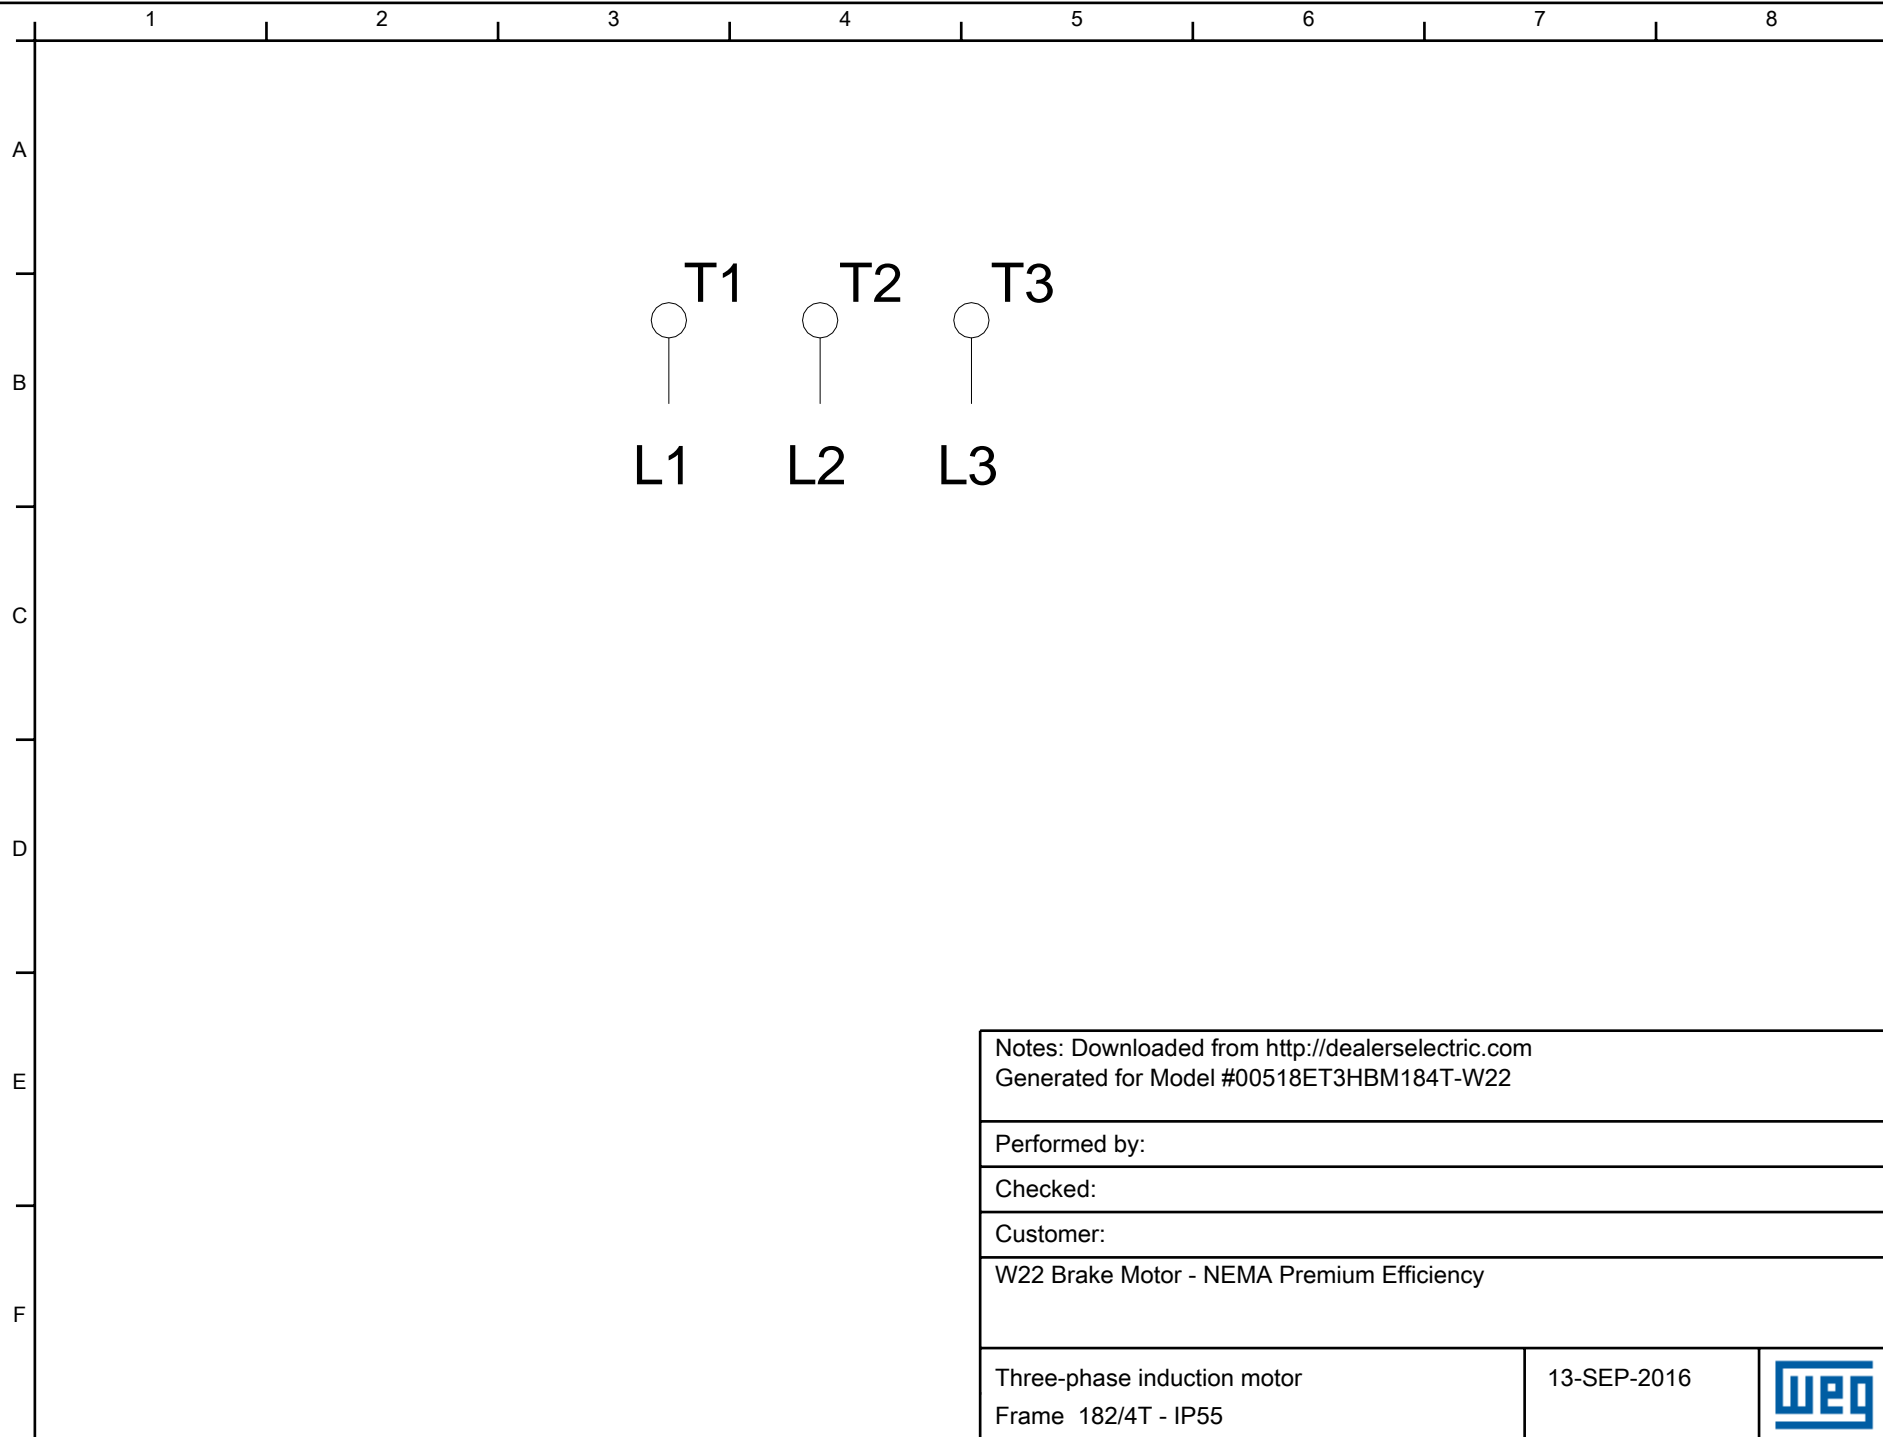 1 2 3 4 5 6 7 8
A
T1 T2 T3
B
L1 L2 L3
C
D
E
Notes: Downloaded from http://dealerselectric.com
Generated for Model #00518ET3HBM184T-W22
Performed by:
Checked:
Customer:
W22 Brake Motor - NEMA Premium Efficiency
F
Three-phase induction motor
13-SEP-2016
Frame 182/4T - IP55
weg